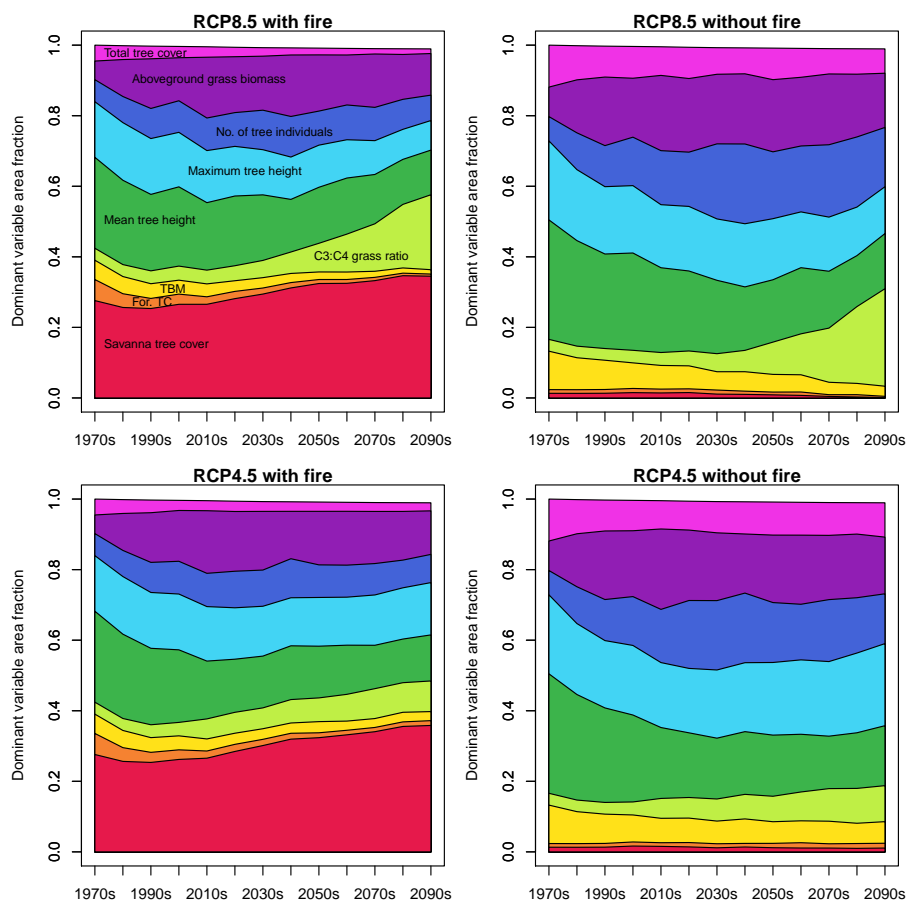 RCP8.5 with fire
Dominant variable area fraction
1.0
0.8
0.6
0.4
0.2
0.0
Total tree cover
Aboveground grass biomass
No. of tree individuals
Maximum tree height
Mean tree height
C3:C4 grass ratio
TBM
For. TC
Savanna tree cover
1970s 1990s 2010s 2030s 2050s 2070s 2090s
RCP8.5 without fire
Dominant variable area fraction
1.0
0.8
0.6
0.4
0.2
0.0
1970s 1990s 2010s 2030s 2050s 2070s 2090s
RCP4.5 with fire
Dominant variable area fraction
1.0
0.8
0.6
0.4
0.2
0.0
1970s 1990s 2010s 2030s 2050s 2070s 2090s
RCP4.5 without fire
Dominant variable area fraction
1.0
0.8
0.6
0.4
0.2
0.0
1970s 1990s 2010s 2030s 2050s 2070s 2090s